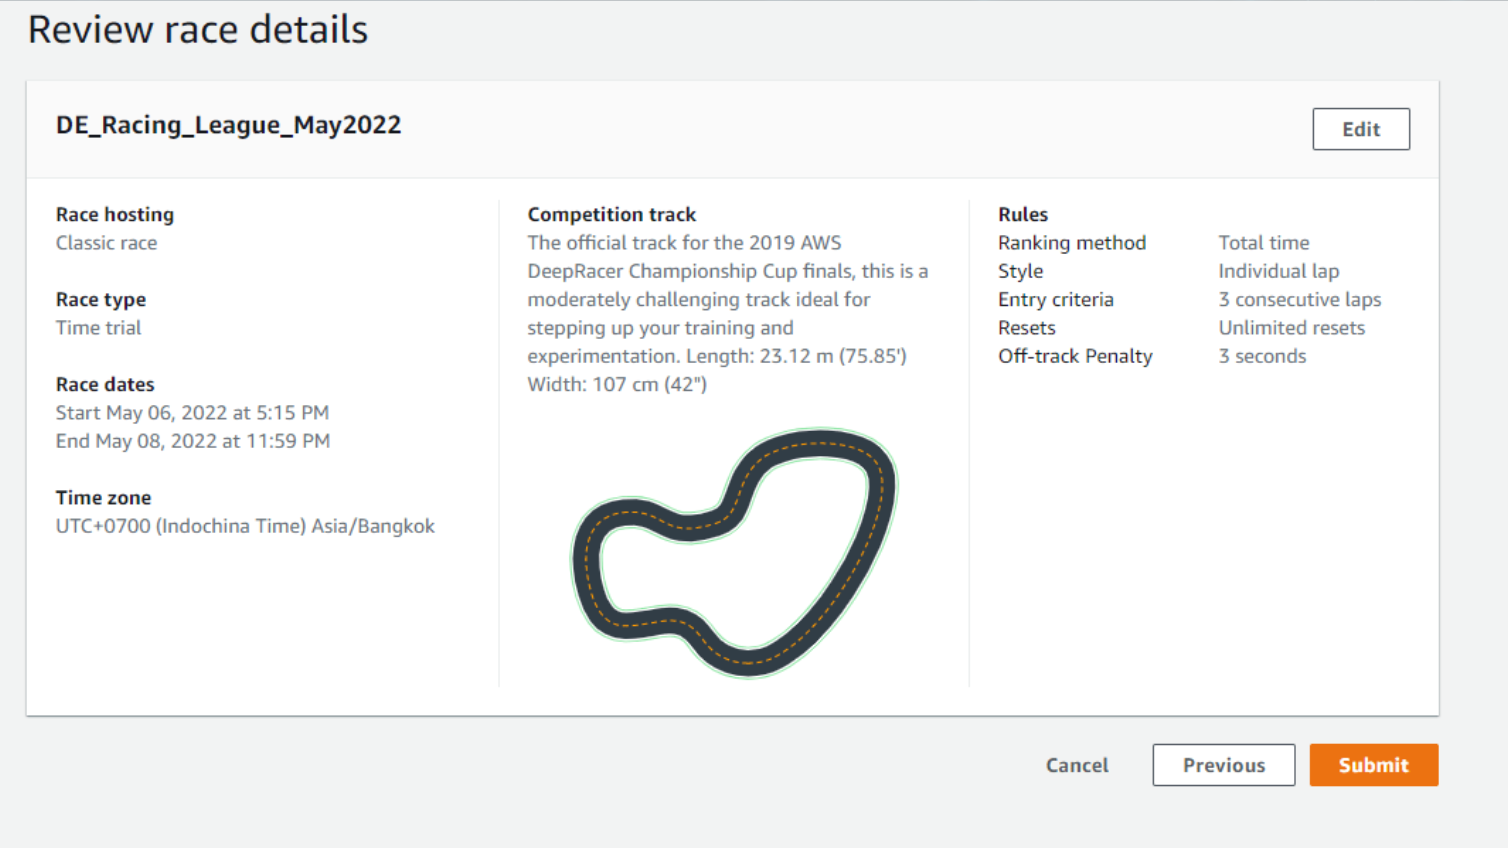 Review race details
DE_Racing_League_May2022
Edit
Race hosting
Classic race
Race type
Time trial
Race dates
Start May 06, 2022 at 5:15 PM
End May 08, 2022 at 11:59 PM
Time zone
UTC+0700 (Indochina Time) Asia/Bangkok
Competition track
The official track for the 2019 AWS
DeepRacer Championship Cup finals, this is a
moderately challenging track ideal for
stepping up your training and
experimentation. Length: 23.12 m (75.85')
Width: 107 cm (42")
Rules
Ranking method Total time
Style Individual lap
Entry criteria 3 consecutive laps
Resets Unlimited resets
Off-track Penalty 3 seconds
Cancel Previous Submit